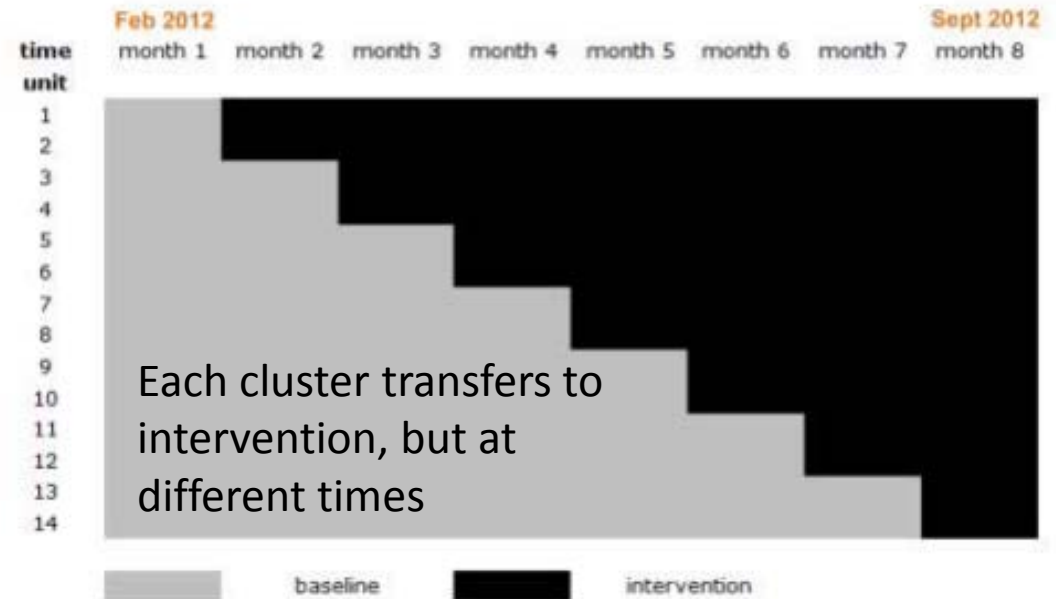 Feb 2012 Sept 2012
time month 1 month 2 month 3 month 4 month 5 month 6 month 7 month 8
unit
1
2
3
4
5
6
7
8
9
10
11
12
13
14
Each cluster transfers to
intervention, but at
different times
baseline intervention